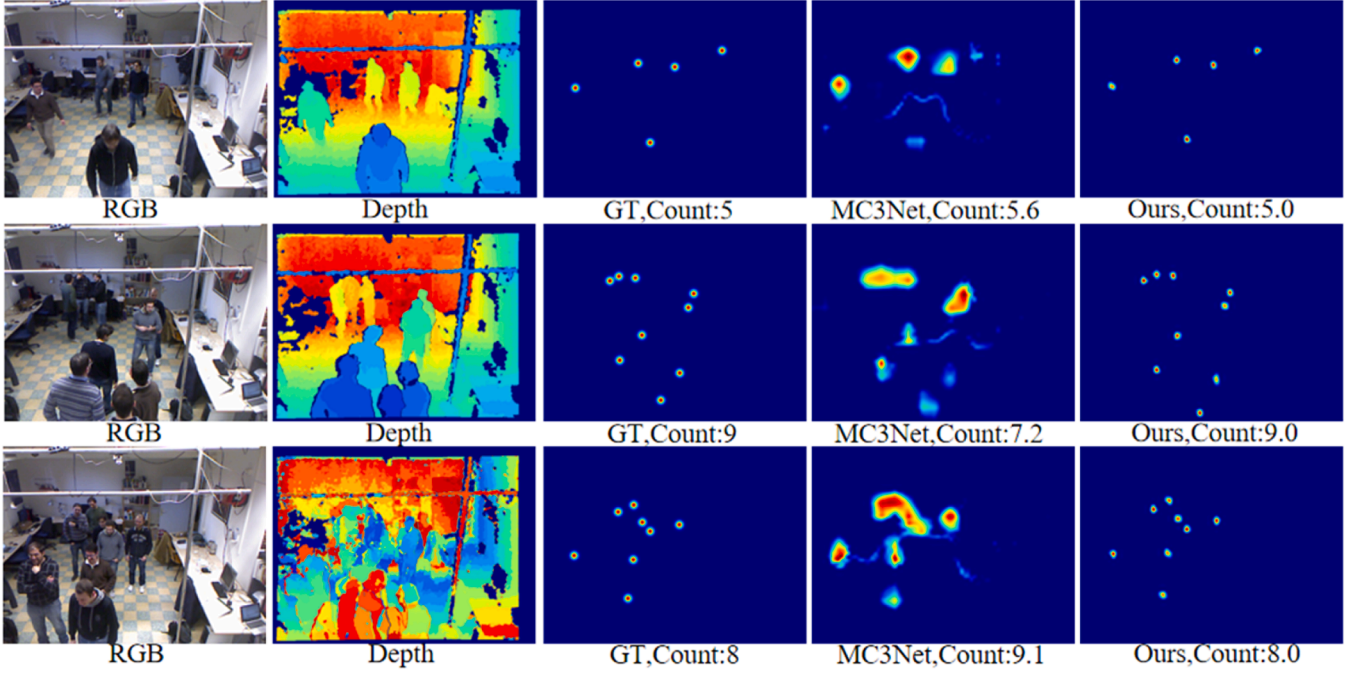 RGB Depth GT,Count:5 MC3Net,Count:5.6 Ours,Count:5.0
RGB Depth GT,Count:9 MC3Net,Count:7.2 Ours,Count:9.0
RGB Depth GT,Count:8 MC3Net,Count:9.1 Ours,Count:8.0